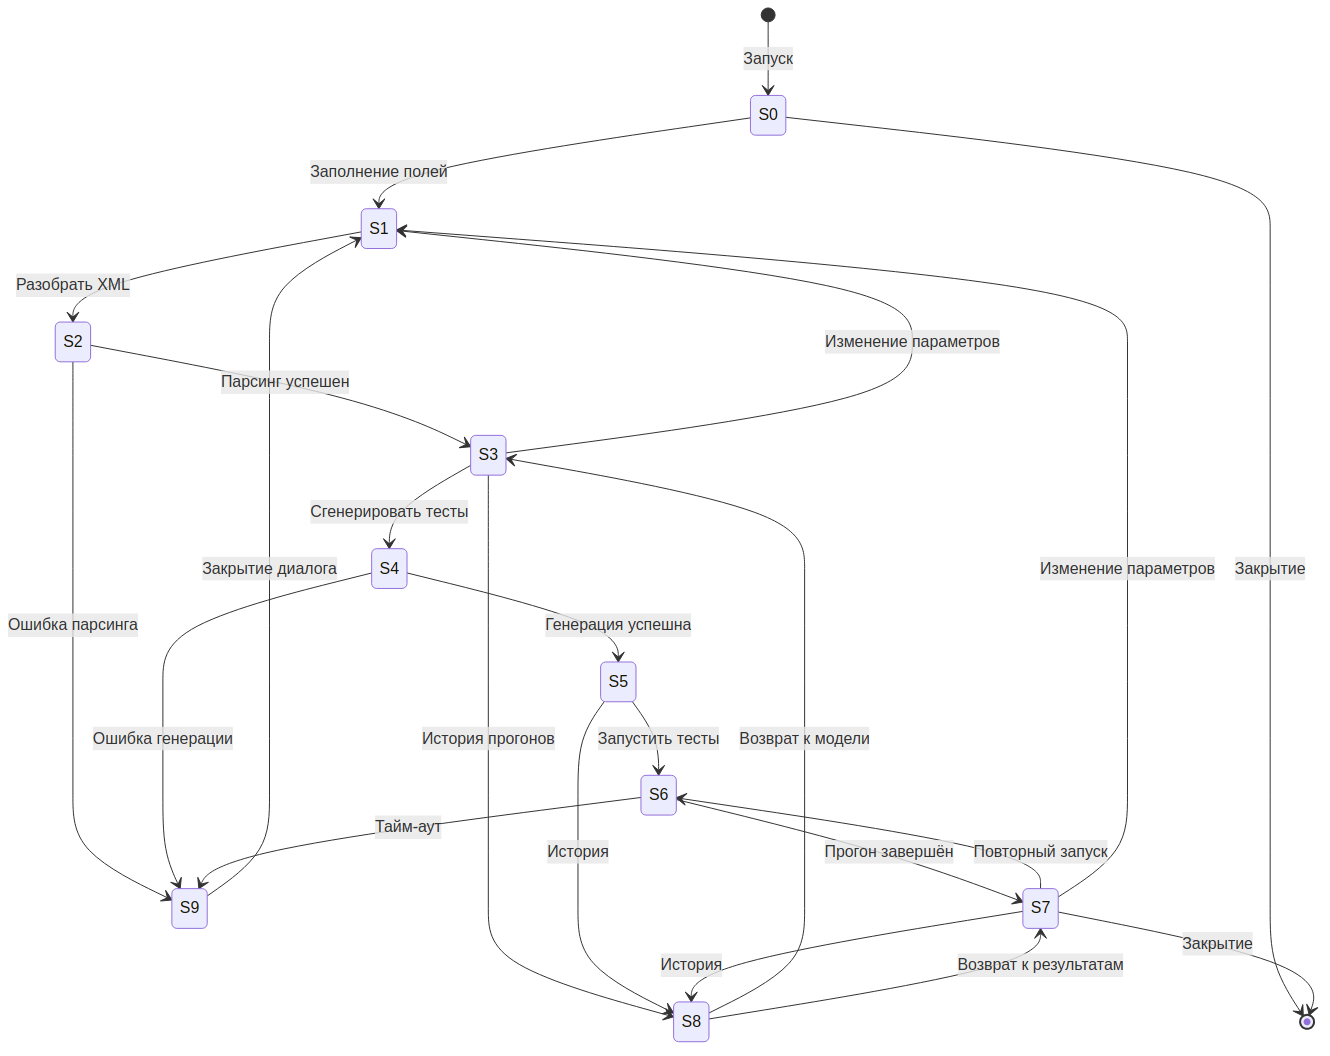 Запуск
S0
Заполнение полей
S1
Разобрать XML
S2
Изменение параметров
Парсинг успешен
S3
Сгенерировать тесты
S4
Закрытие диалога
Изменение параметров
Закрытие
Ошибка парсинга
Генерация успешна
S5
Ошибка генерации
История прогонов
Запустить тесты
Возврат к модели
S6
Тайм-аут
История
Прогон завершён
Повторный запуск
S9
S7
Закрытие
История
Возврат к результатам
S8